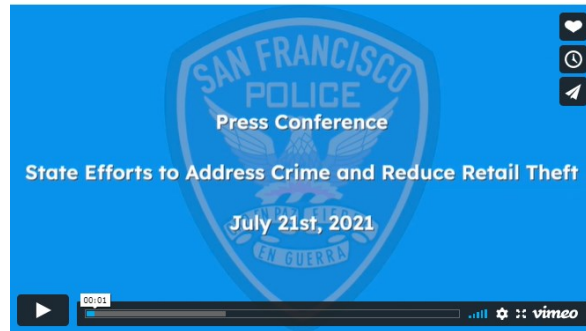 SAN FRANCISCO
POLICE
Press Conference
State Efforts to Address Crime and Reduce Retail Theft
July 21st, 2021
EN GUERRA
00:01
vimeo